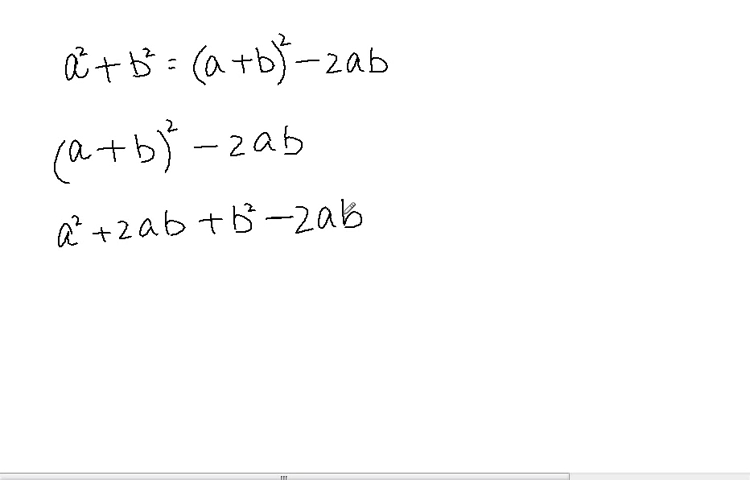 a² + b² = (a+b)² − 2ab
(a+b)² − 2ab
a² + 2ab + b² − 2ab